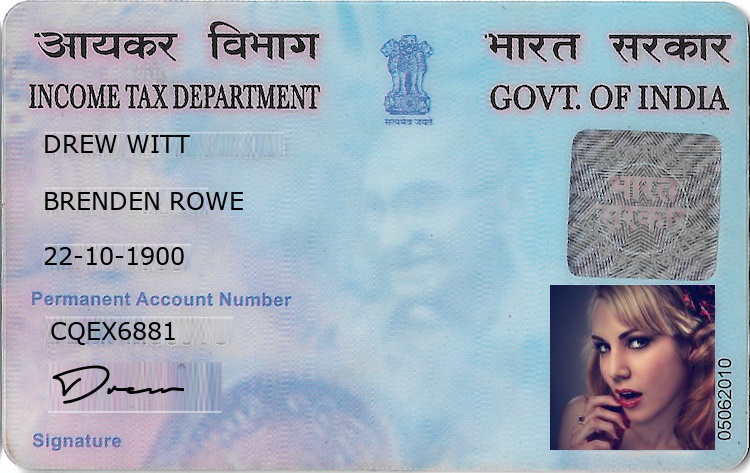 आयकर विभाग
भारत सरकार
INCOME TAX DEPARTMENT
GOVT. OF INDIA
सत्यमेव जयते
DREW WITT
BRENDEN ROWE
22-10-1900
भारत
सरकार
Permanent Account Number
CQEX6881
Drew
Signature
05062010